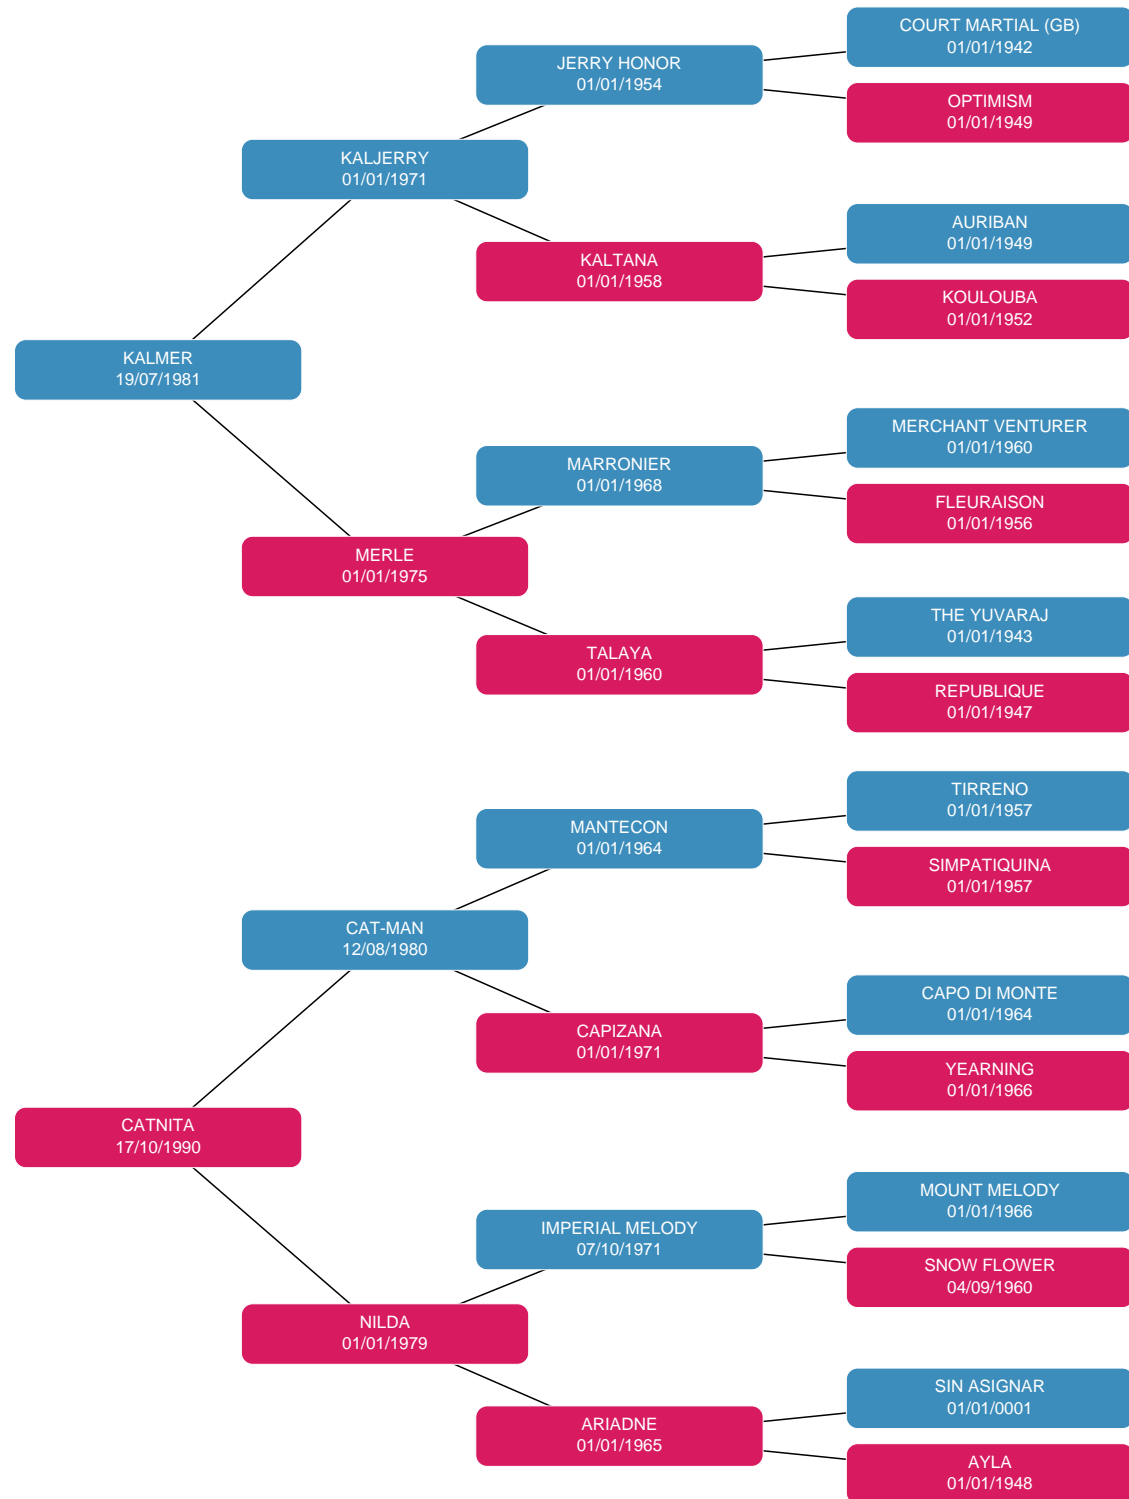 COURT MARTIAL (GB)
01/01/1942
JERRY HONOR
01/01/1954
OPTIMISM
01/01/1949
KALJERRY
01/01/1971
AURIBAN
01/01/1949
KALTANA
01/01/1958
KOULOUBA
01/01/1952
KALMER
19/07/1981
MERCHANT VENTURER
01/01/1960
MARRONIER
01/01/1968
FLEURAISON
01/01/1956
MERLE
01/01/1975
THE YUVARAJ
01/01/1943
TALAYA
01/01/1960
REPUBLIQUE
01/01/1947
TIRRENO
01/01/1957
MANTECON
01/01/1964
SIMPATIQUINA
01/01/1957
CAT-MAN
12/08/1980
CAPO DI MONTE
01/01/1964
CAPIZANA
01/01/1971
YEARNING
01/01/1966
CATNITA
17/10/1990
MOUNT MELODY
01/01/1966
IMPERIAL MELODY
07/10/1971
SNOW FLOWER
04/09/1960
NILDA
01/01/1979
SIN ASIGNAR
01/01/0001
ARIADNE
01/01/1965
AYLA
01/01/1948